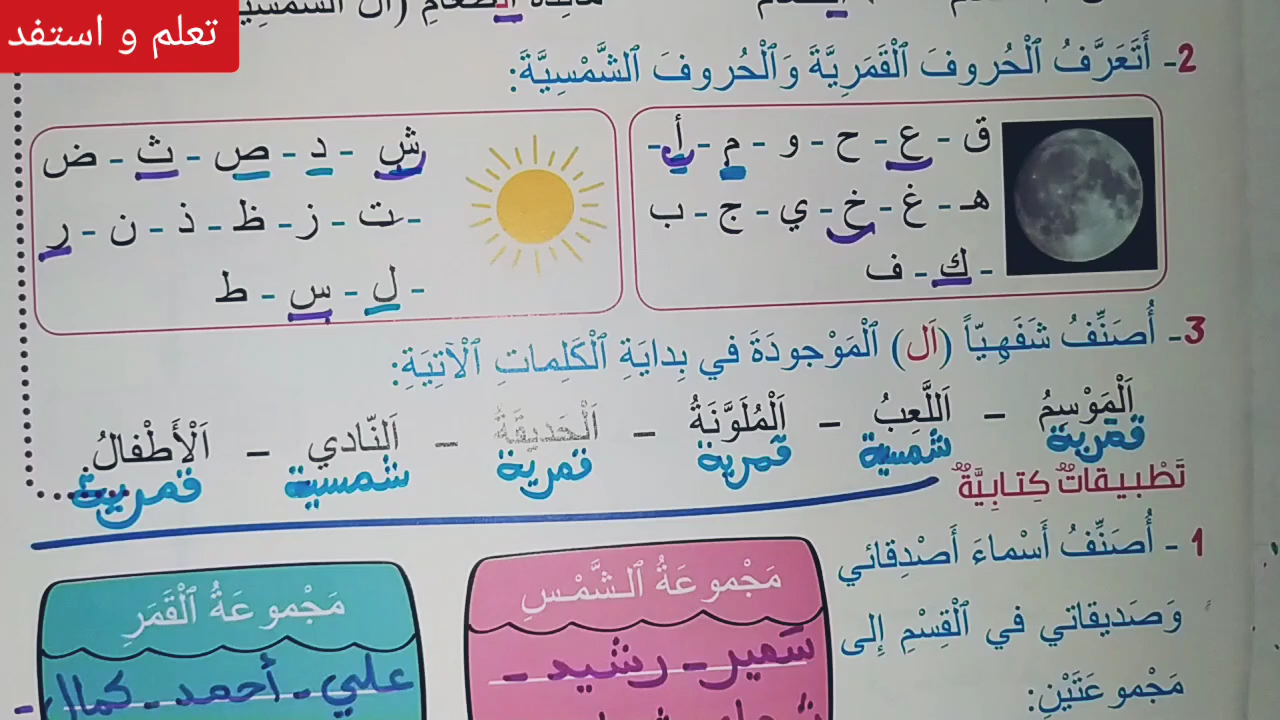 تعلم و استفد
2- أَتَعَرَّفُ ٱلْحُروفَ ٱلْقَمَرِيَّةَ وَٱلْحُروفَ ٱلشَّمْسِيَّةَ:
ق - ع - ح - و - م - أ -
هـ - غ - خ - ي - ج - ب
- ك - ف
ش - د - ص - ث - ض
- ت - ز - ظ - ذ - ن - ر
- ل - س - ط
3- أُصَنِّفُ شَفَهِيّاً (اَل) ٱلْمَوْجودَةَ في بِدايَةِ ٱلْكَلِماتِ ٱلْآتِيَةِ:
اَلْمَوْسِمُ - اَللَّعِبُ - اَلْمُلَوَّنَةُ - اَلْحَديقَةُ - اَلنّادي - اَلْأَطْفالُ
قمرية شمسية قمرية قمرية شمسية قمرية
تَطْبيقاتٌ كِتابِيَّةٌ
1 - أُصَنِّفُ أَسْماءَ أَصْدِقائي
وَصَديقاتي في ٱلْقِسْمِ إِلى
مَجْموعَتَيْنِ:
مَجْموعَةُ ٱلشَّمْسِ
سمير - رشيد -
مَجْموعَةُ ٱلْقَمَرِ
علي - أحمد - كمال -